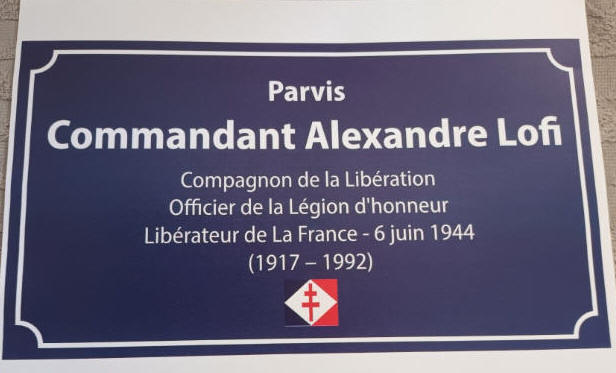 Parvis
Commandant Alexandre Lofi
Compagnon de la Libération
Officier de la Légion d'honneur
Libérateur de La France - 6 juin 1944
(1917 – 1992)